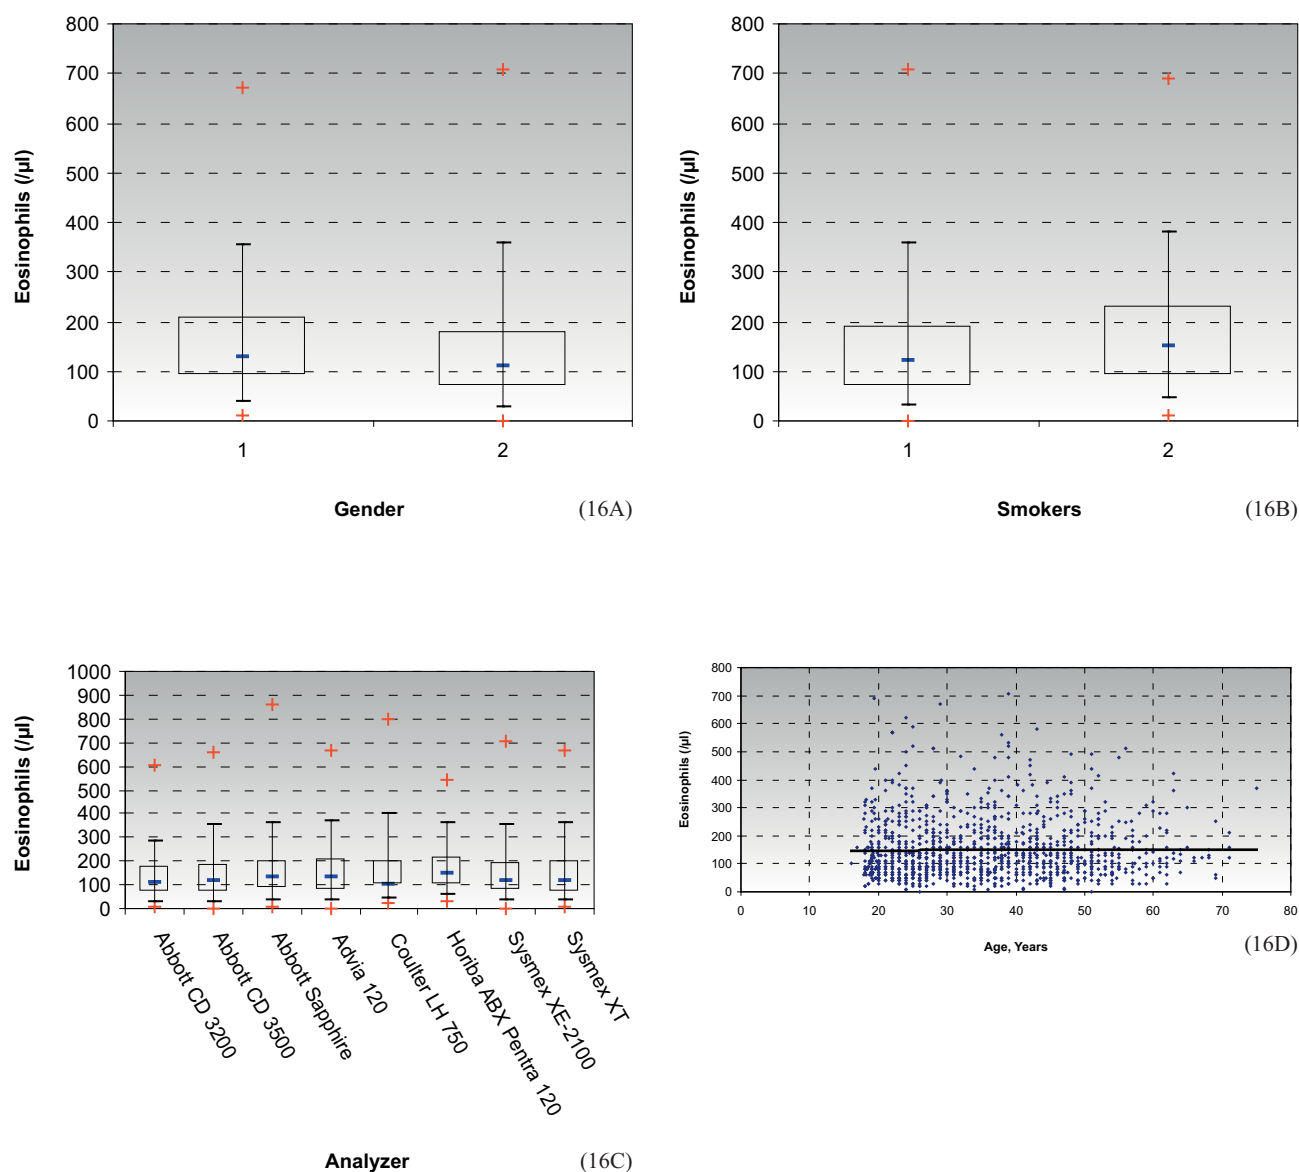 800
700
600
500
400
300
200
100
0
Eosinophils (/µl)
1 2
Gender
(16A)
800
700
600
500
400
300
200
100
0
Eosinophils (/µl)
1 2
Smokers
(16B)
1000
900
800
700
600
500
400
300
200
100
0
Eosinophils (/µl)
Abbott CD 3200
Abbott CD 3500
Abbott Sapphire
Advia 120
Coulter LH 750
Horiba ABX Pentra 120
Sysmex XE-2100
Sysmex XT
Analyzer
(16C)
800
700
600
500
400
300
200
100
0
Eosinophils (/µl)
0 10 20 30 40 50 60 70 80
Age, Years
(16D)